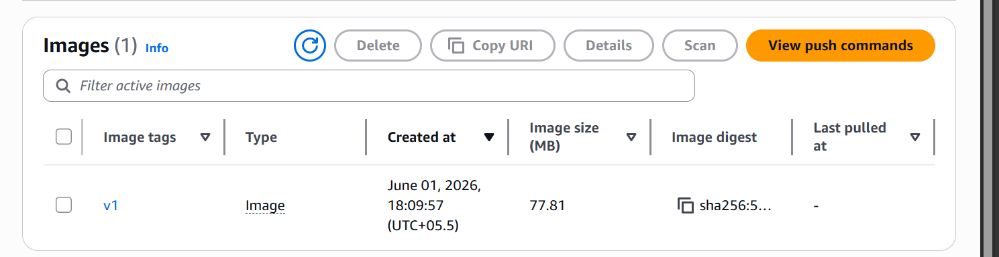 Images (1) Info
Delete
Copy URI
Details
Scan
View push commands
Filter active images
Image tags
Type
Created at
Image size
(MB)
Image digest
Last pulled
at
v1
Image
June 01, 2026,
18:09:57
(UTC+05.5)
77.81
sha256:5...
-